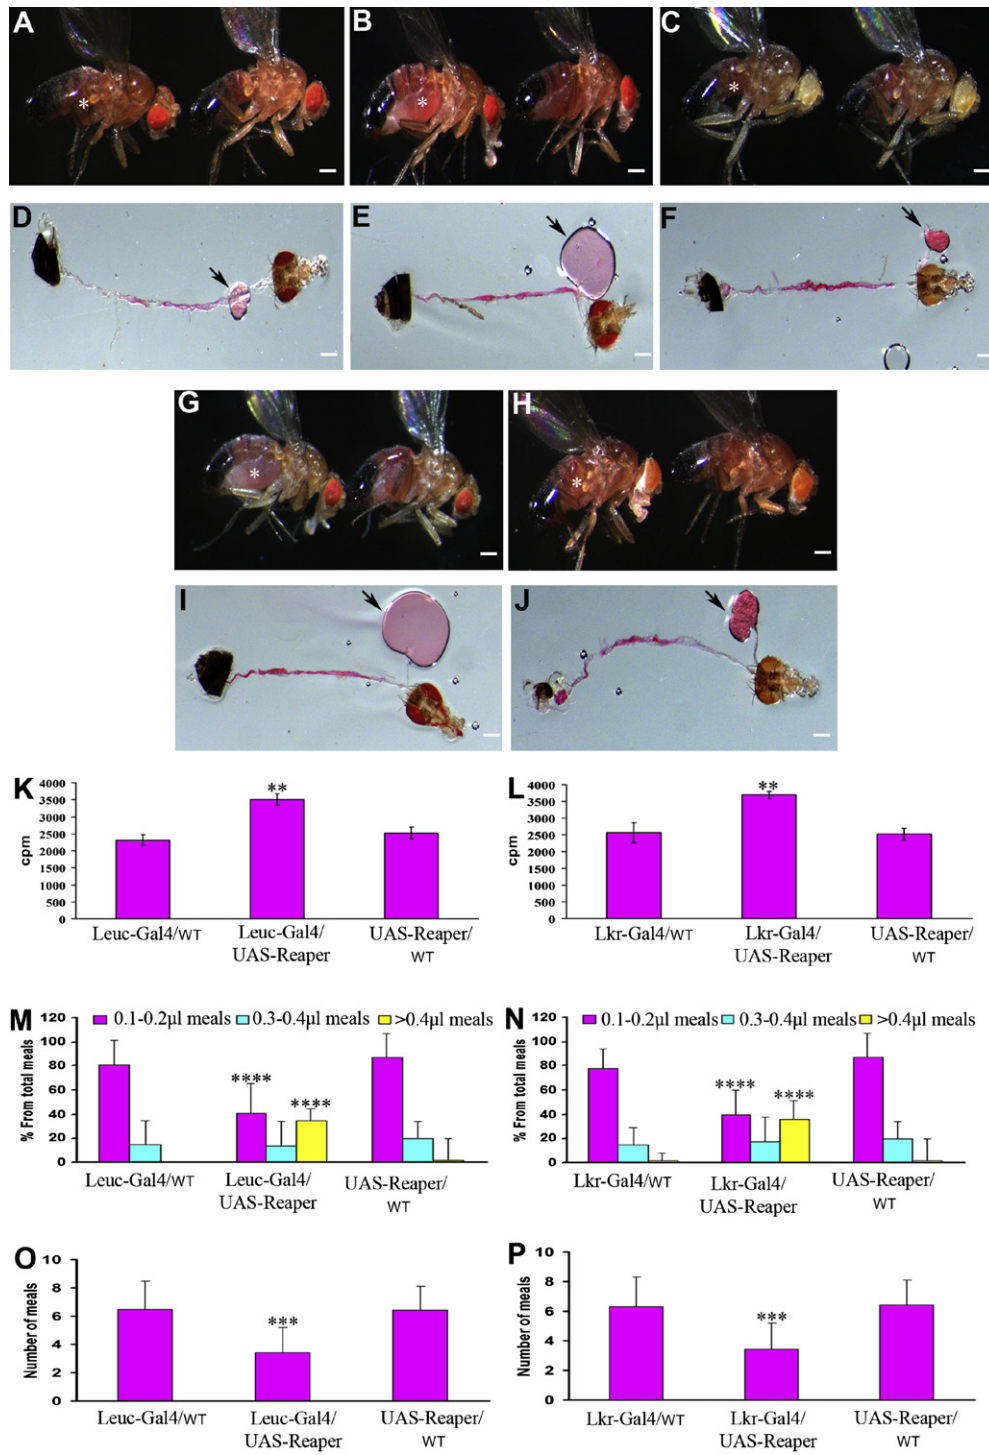 A
B
C
D
E
F
G
H
I
J
K
cpm
4000
3500
3000
2500
2000
1500
1000
500
0
**
Leuc-Gal4/WT
Leuc-Gal4/
UAS-Reaper
UAS-Reaper/
WT
L
cpm
4000
3500
3000
2500
2000
1500
1000
500
0
**
Lkr-Gal4/WT
Lkr-Gal4/
UAS-Reaper
UAS-Reaper/
WT
M
% From total meals
120
100
80
60
40
20
0
0.1-0.2µl meals 0.3-0.4µl meals >0.4µl meals
****
****
Leuc-Gal4/WT
Leuc-Gal4/
UAS-Reaper
UAS-Reaper/
WT
N
% From total meals
120
100
80
60
40
20
0
0.1-0.2µl meals 0.3-0.4µl meals >0.4µl meals
****
****
Lkr-Gal4/WT
Lkr-Gal4/
UAS-Reaper
UAS-Reaper/
WT
O
Number of meals
10
8
6
4
2
0
***
Leuc-Gal4/WT
Leuc-Gal4/
UAS-Reaper
UAS-Reaper/
WT
P
Number of meals
10
8
6
4
2
0
***
Lkr-Gal4/WT
Lkr-Gal4/
UAS-Reaper
UAS-Reaper/
WT